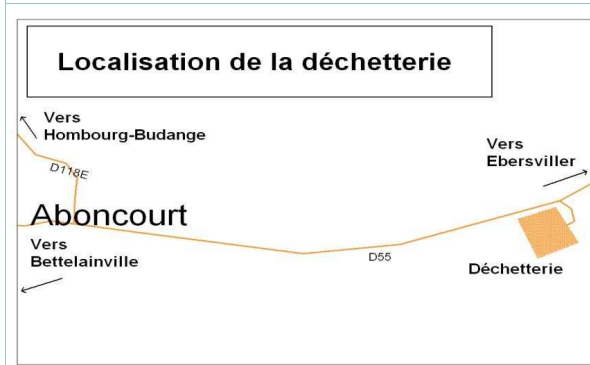 Localisation de la déchetterie
Vers
Hombourg-Budange
D118E
Vers
Ebersviller
Aboncourt
Vers
Bettelainville
D55
Déchetterie